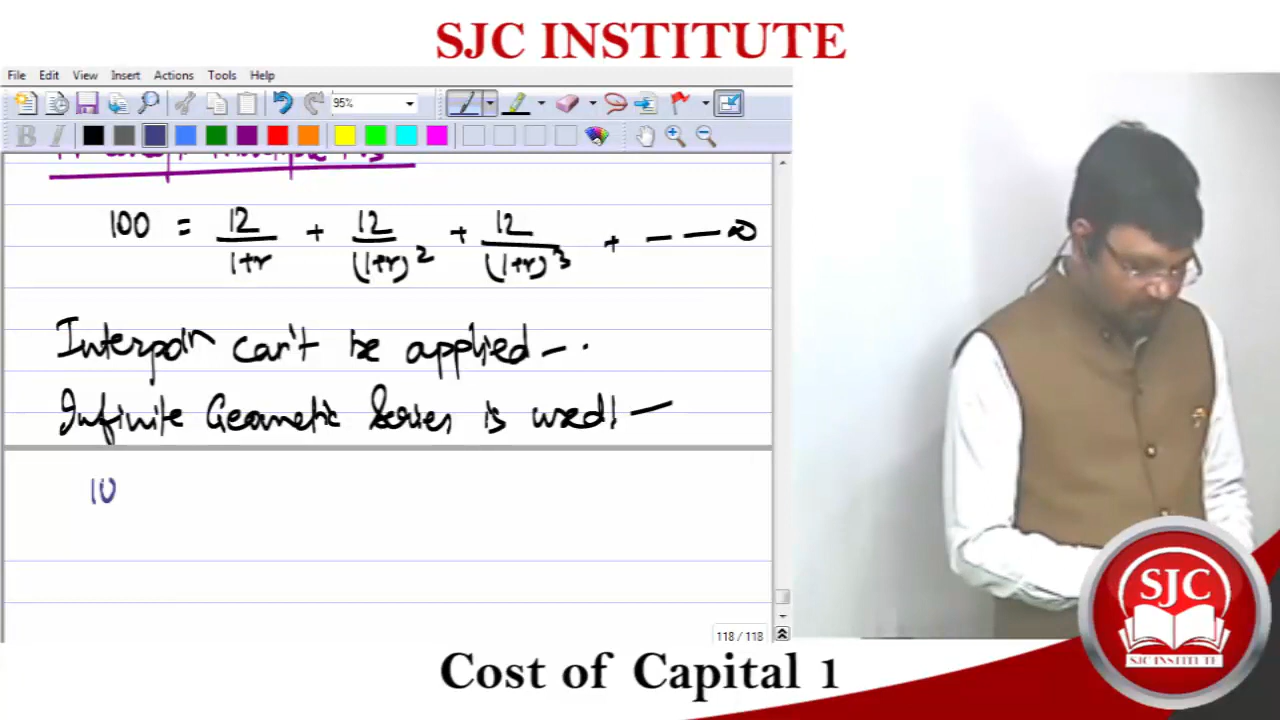 SJC INSTITUTE
File Edit View Insert Actions Tools Help
95%
B I
100 = 12/1+r + 12/(1+r)^2 + 12/(1+r)^3 + — — ∞
Interpoln can't be applied – .
Infinite Geometic Series is used! —
10
118 / 118
SJC
SJC INSTITUTE
Cost of Capital 1